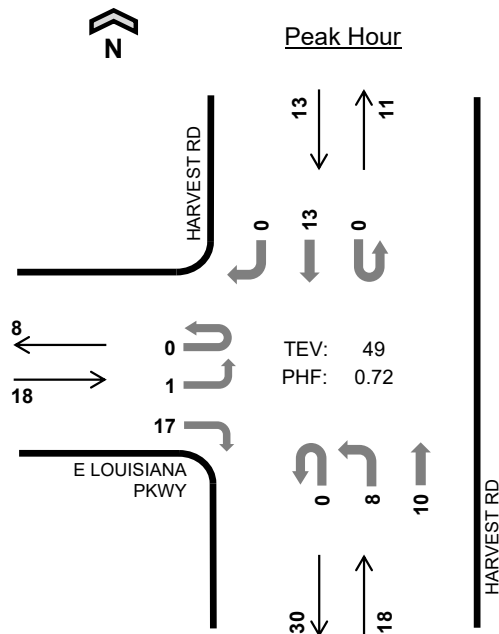 Peak Hour
N
13
11
HARVEST RD
0
13
0
8
18
0
1
17
TEV: 49
PHF: 0.72
E LOUISIANA
PKWY
0
8
10
HARVEST RD
30
18